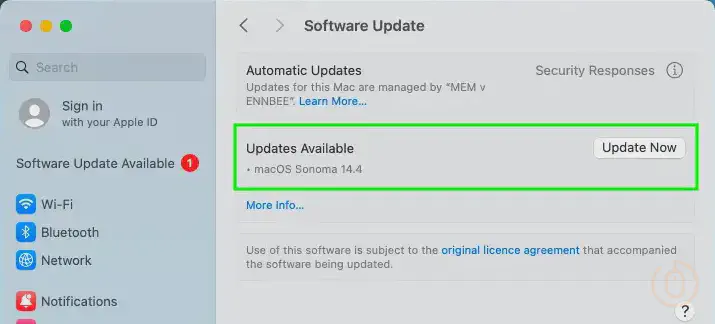 Software Update
Search
Automatic Updates
Security Responses
Updates for this Mac are managed by "MEM v
ENNBEE". Learn More...
Sign in
with your Apple ID
Software Update Available 1
Updates Available
Update Now
• macOS Sonoma 14.4
More Info...
Wi-Fi
Bluetooth
Network
Notifications
Use of this software is subject to the original licence agreement that accompanied
the software being updated.
?